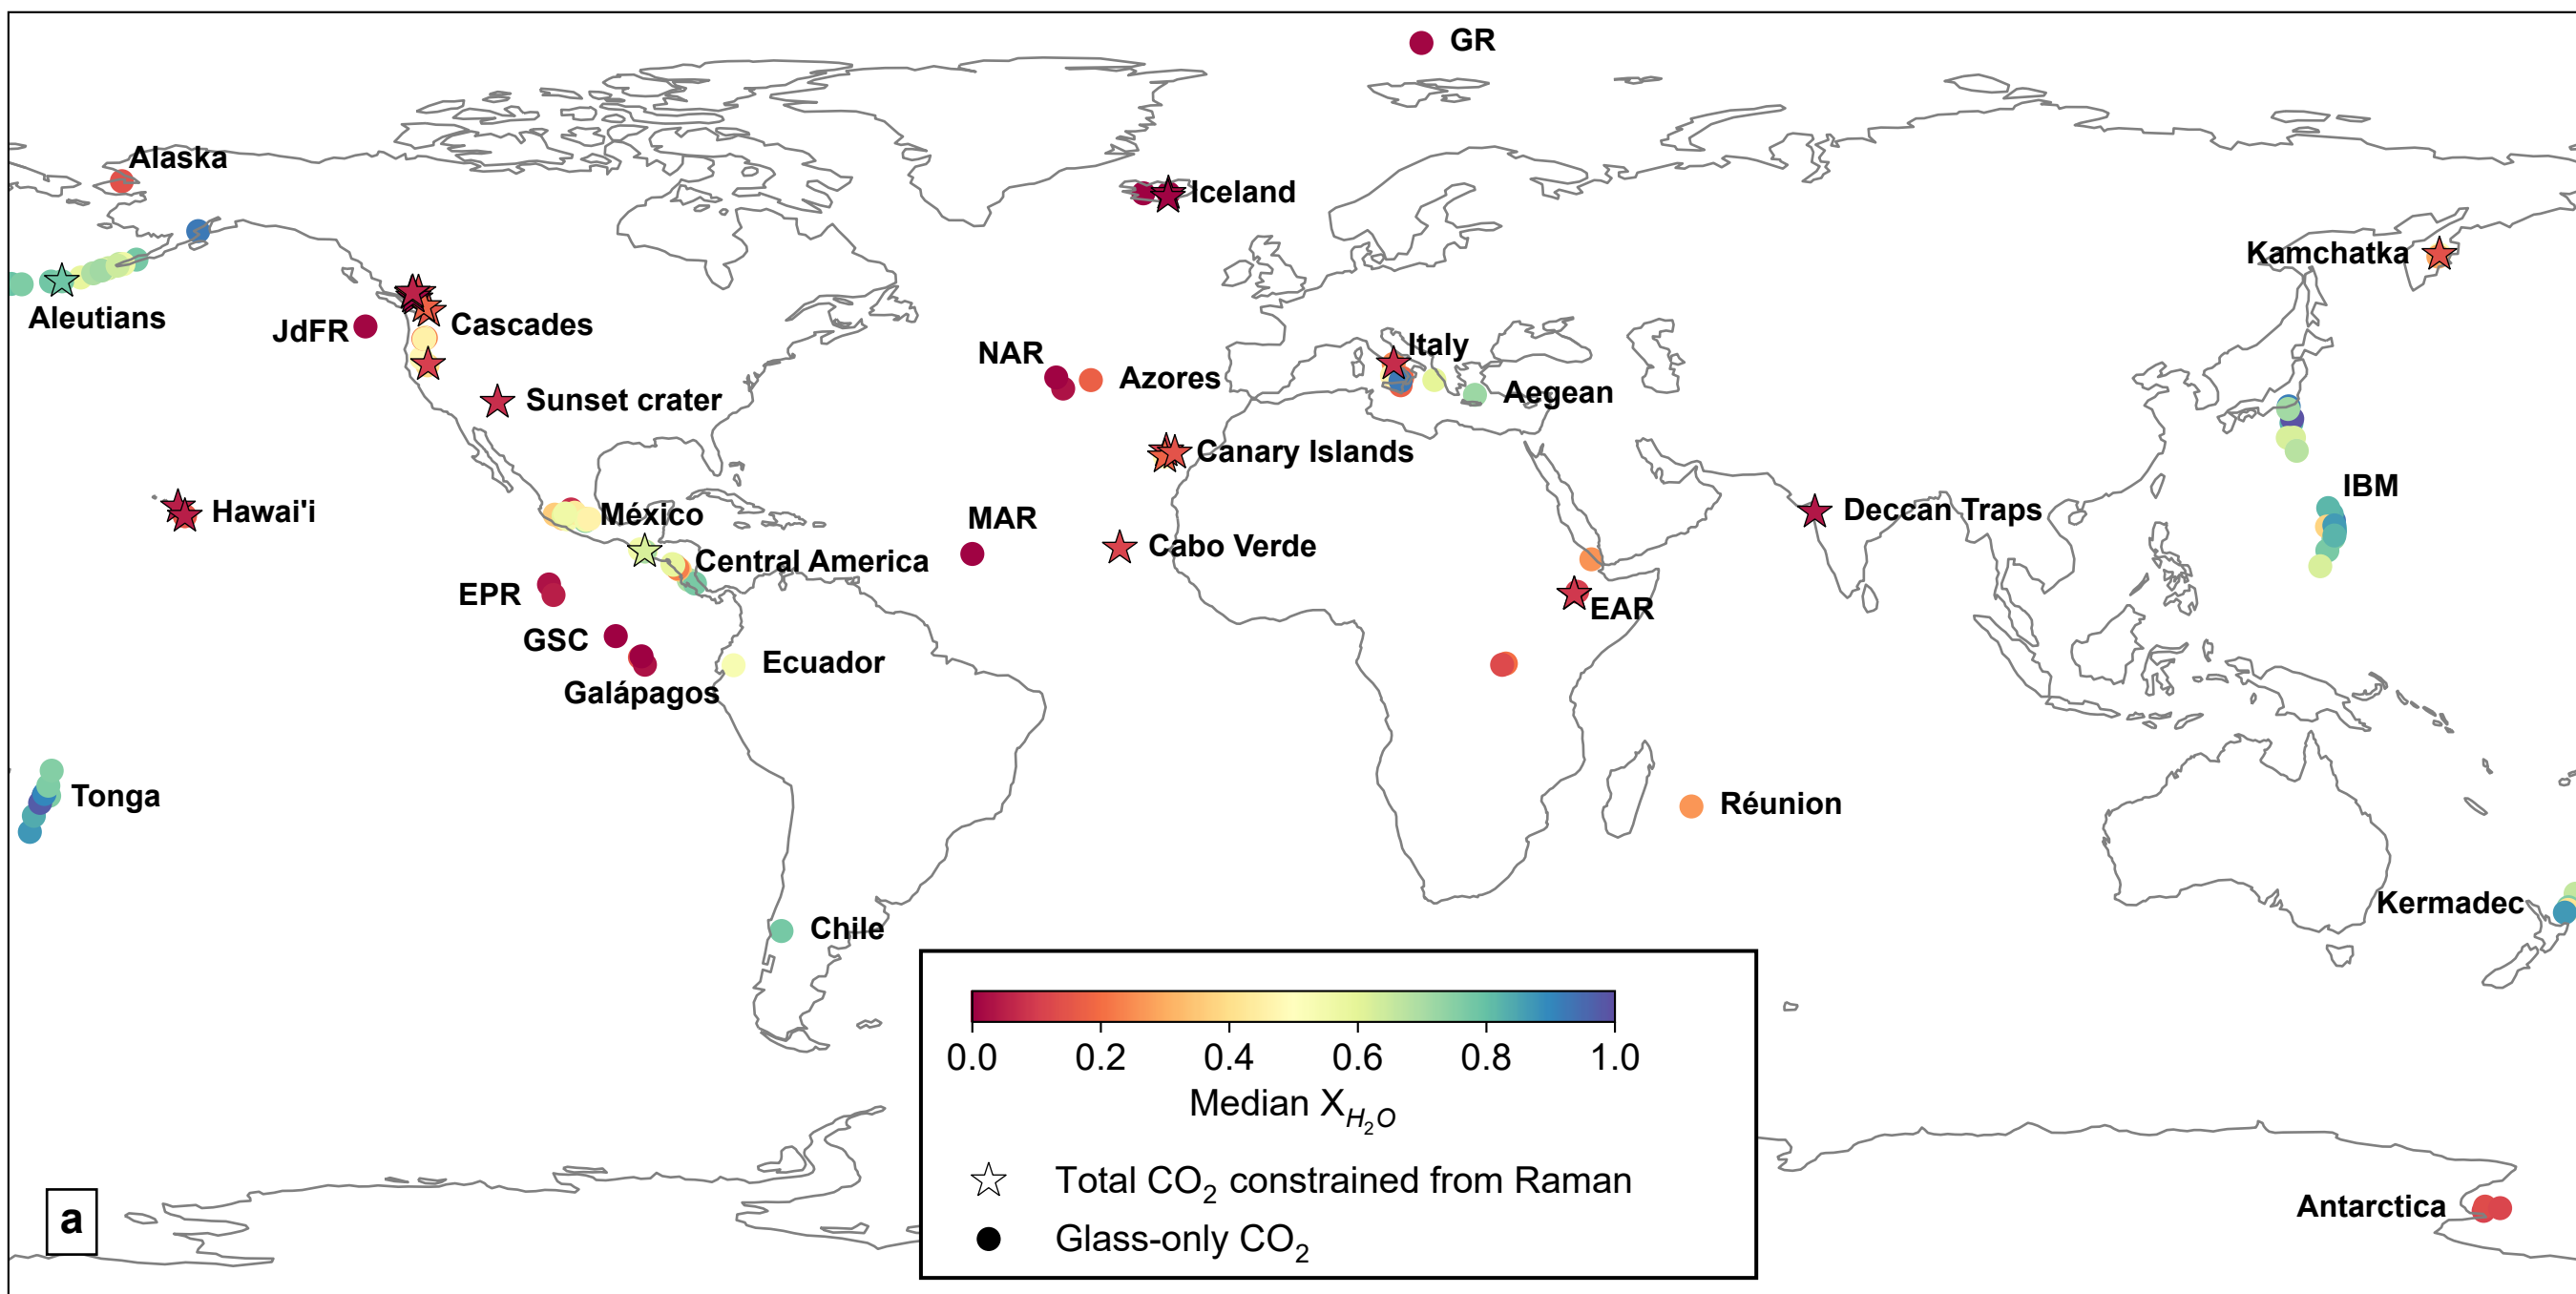 GR
Alaska
Iceland
Kamchatka
Aleutians
JdFR
Cascades
NAR
Azores
Italy
Aegean
Sunset crater
Canary Islands
IBM
Hawai'i
México
MAR
Deccan Traps
Cabo Verde
Central America
EPR
EAR
GSC
Ecuador
Galápagos
Tonga
Réunion
Kermadec
Chile
0.0 0.2 0.4 0.6 0.8 1.0
Median X_{H₂O}
Total CO₂ constrained from Raman
Glass-only CO₂
Antarctica
a